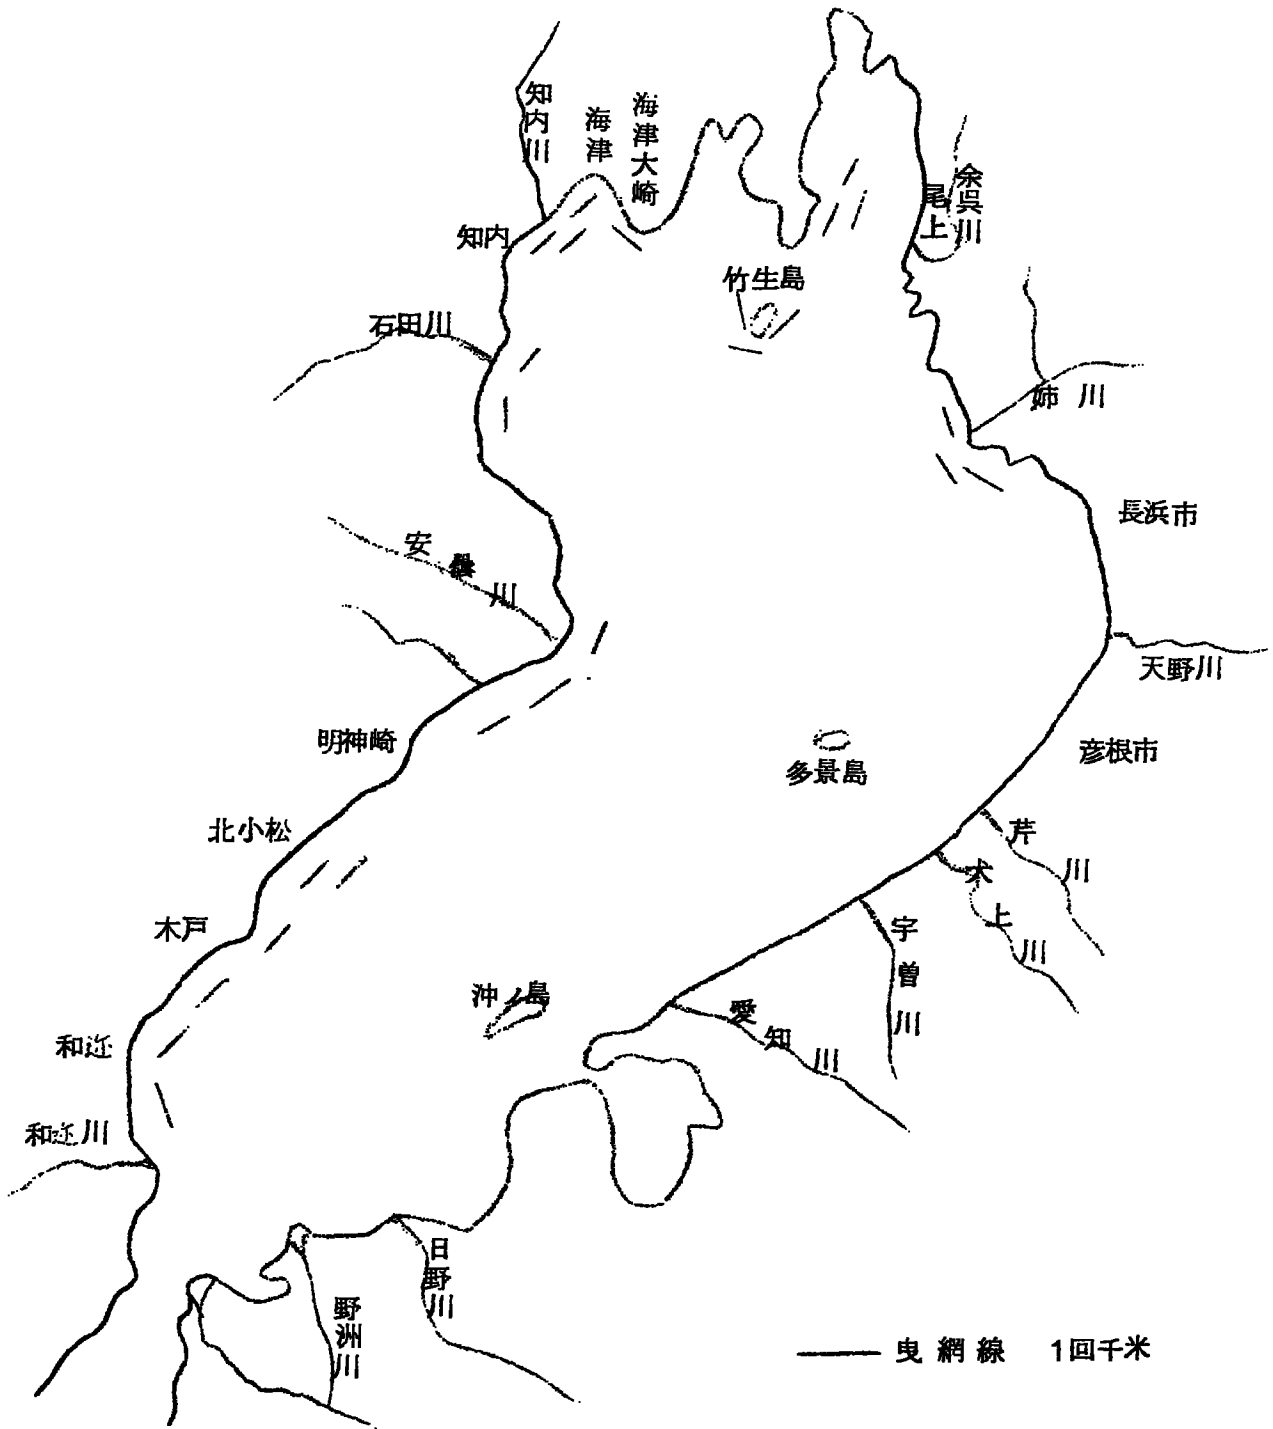 知内川
海津
海津大崎
余呉川
尾上
知内
竹生島
石田川
姉川
長浜市
安曇川
天野川
明神崎
彦根市
多景島
北小松
芹川
犬上川
木戸
宇曽川
沖ノ島
愛知川
和迩
和迩川
日野川
野洲川
曳網線 1回千米